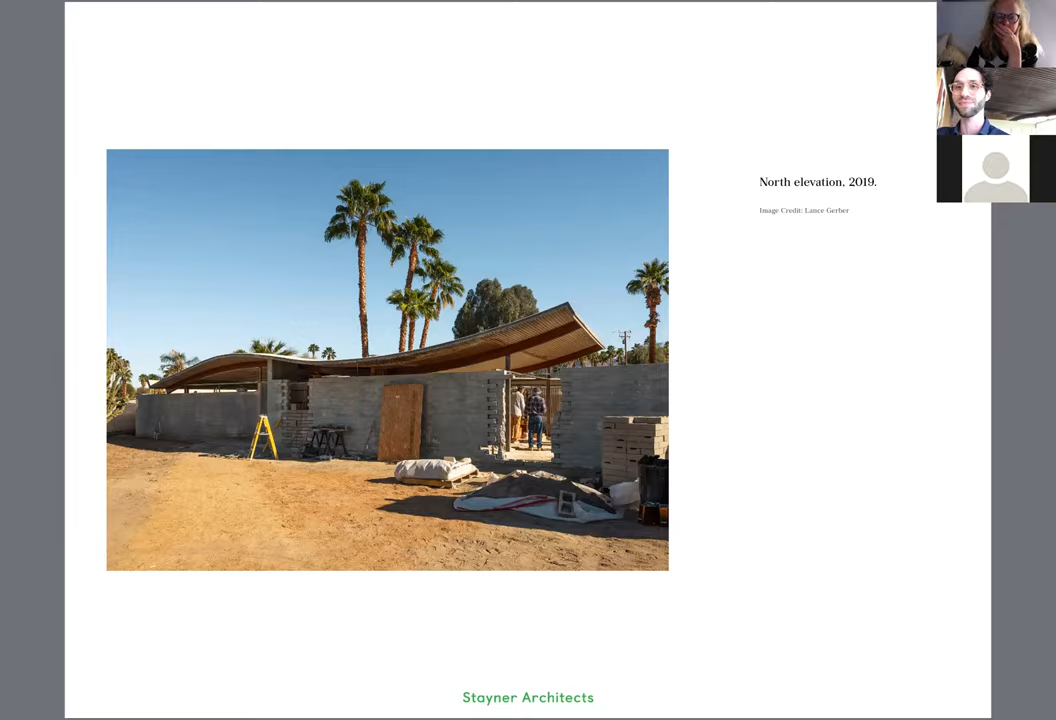 North elevation, 2019.
Image Credit: Lance Gerber
Stayner Architects